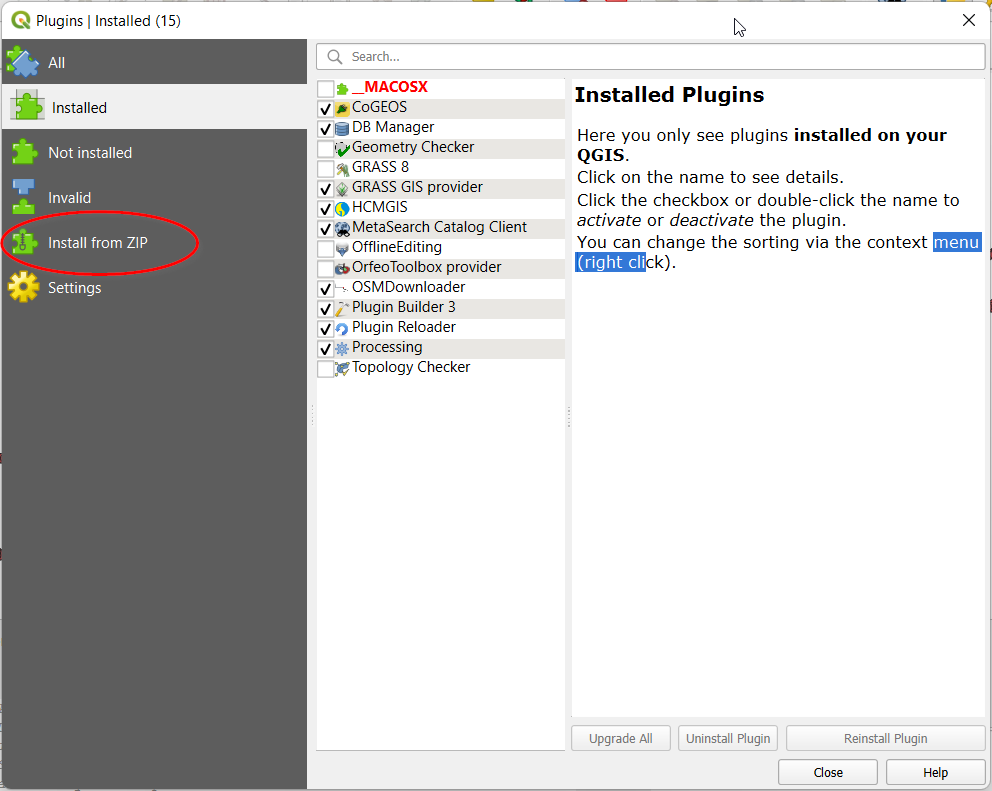 Plugins | Installed (15)
All
Installed
Not installed
Invalid
Install from ZIP
Settings
Search...
__MACOSX
CoGEOS
DB Manager
Geometry Checker
GRASS 8
GRASS GIS provider
HCMGIS
MetaSearch Catalog Client
OfflineEditing
OrfeoToolbox provider
OSMDownloader
Plugin Builder 3
Plugin Reloader
Processing
Topology Checker
Installed Plugins
Here you only see plugins installed on your
QGIS.
Click on the name to see details.
Click the checkbox or double-click the name to
activate or deactivate the plugin.
You can change the sorting via the context menu
(right click).
Upgrade All
Uninstall Plugin
Reinstall Plugin
Close
Help